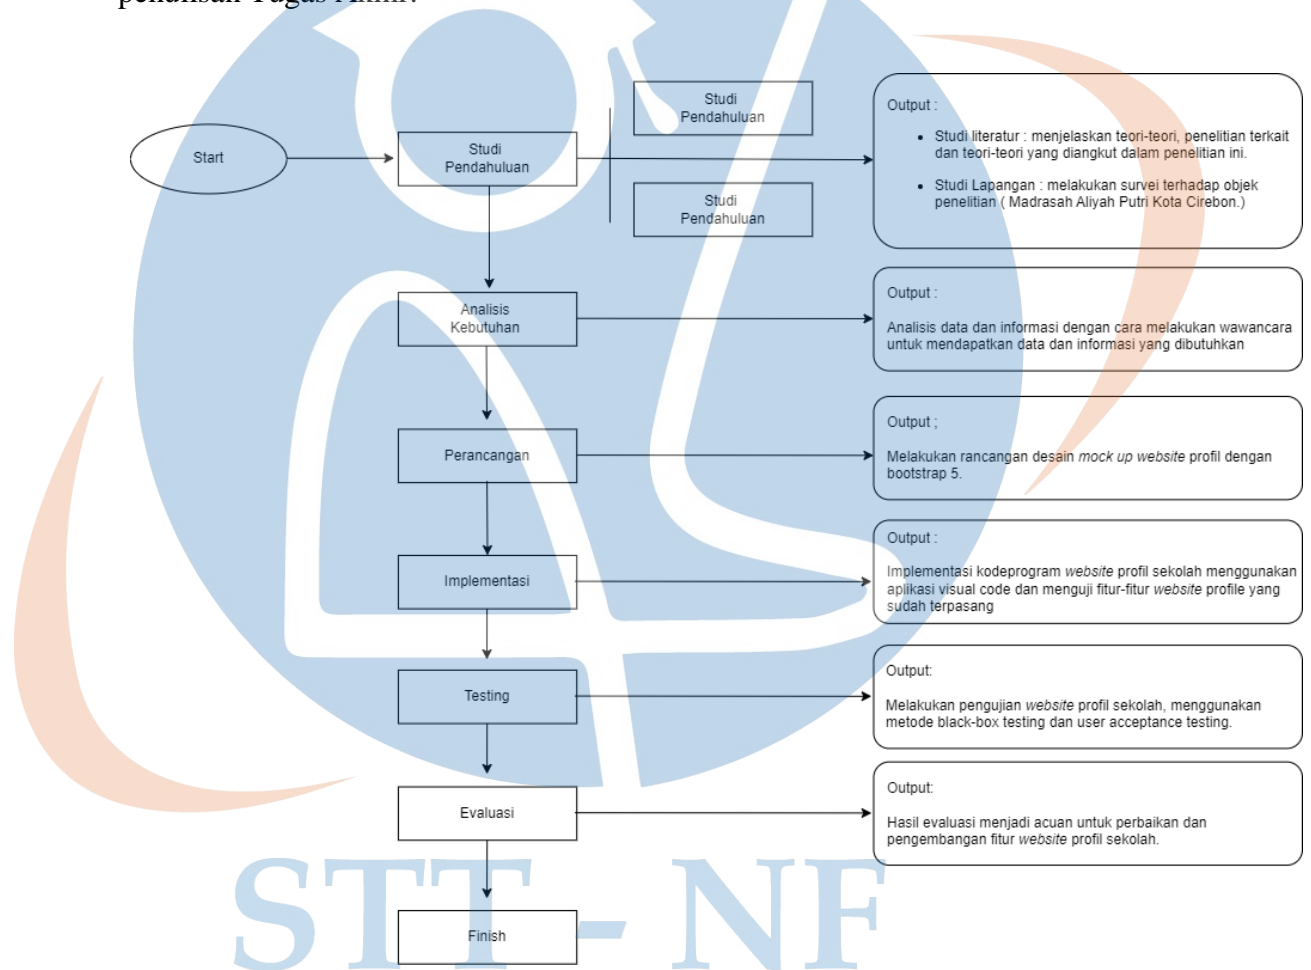 penulisan Tugas Akhir.
Start
Studi
Pendahuluan
Studi
Pendahuluan
Studi
Pendahuluan
Output :
• Studi literatur : menjelaskan teori-teori, penelitian terkait
dan teori-teori yang diangkut dalam penelitian ini.
• Studi Lapangan : melakukan survei terhadap objek
penelitian ( Madrasah Aliyah Putri Kota Cirebon.)
Analisis
Kebutuhan
Output :
Analisis data dan informasi dengan cara melakukan wawancara
untuk mendapatkan data dan informasi yang dibutuhkan
Perancangan
Output ;
Melakukan rancangan desain mock up website profil dengan
bootstrap 5.
Implementasi
Output :
Implementasi kodeprogram website profil sekolah menggunakan
aplikasi visual code dan menguji fitur-fitur website profile yang
sudah terpasang
Testing
Output:
Melakukan pengujian website profil sekolah, menggunakan
metode black-box testing dan user acceptance testing.
Evaluasi
Output:
Hasil evaluasi menjadi acuan untuk perbaikan dan
pengembangan fitur website profil sekolah.
Finish
STT - NF